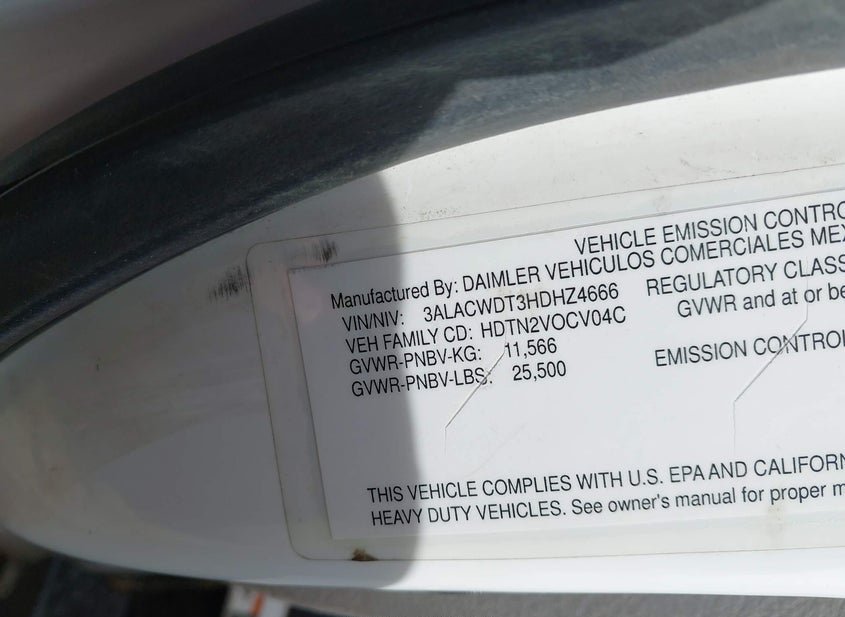 VEHICLE EMISSION CONTRO
Manufactured By: DAIMLER VEHICULOS COMERCIALES MEX
VIN/NIV: 3ALACWDT3HDHZ4666 REGULATORY CLASS
VEH FAMILY CD: HDTN2VOCV04C GVWR and at or be
GVWR-PNBV-KG: 11,566
GVWR-PNBV-LBS: 25,500 EMISSION CONTROL
THIS VEHICLE COMPLIES WITH U.S. EPA AND CALIFORN
HEAVY DUTY VEHICLES. See owner's manual for proper m